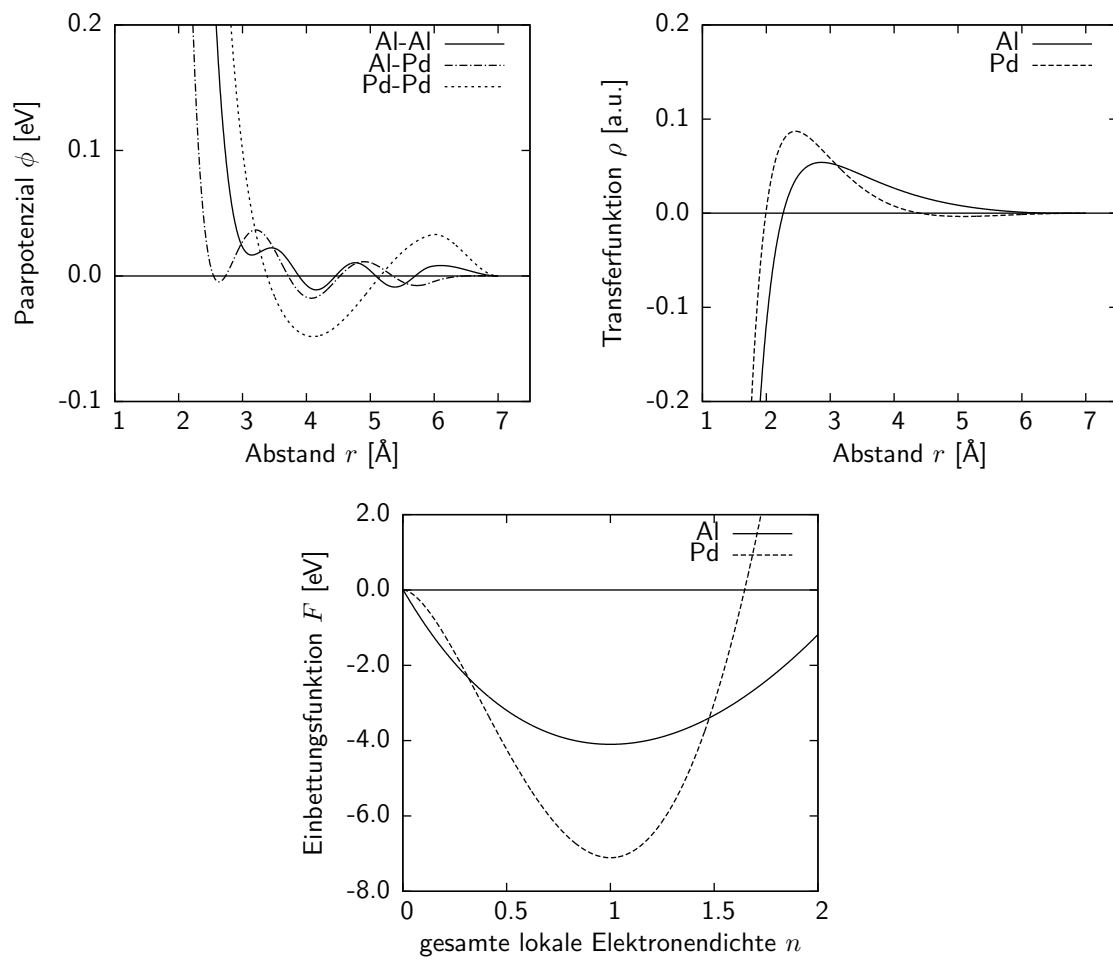 Paarpotenzial ϕ [eV]
0.2
0.1
0.0
-0.1
Al-Al
Al-Pd
Pd-Pd
1 2 3 4 5 6 7
Abstand r [Å]
Transferfunktion ρ [a.u.]
0.2
0.1
0.0
-0.1
-0.2
Al
Pd
1 2 3 4 5 6 7
Abstand r [Å]
Einbettungsfunktion F [eV]
2.0
0.0
-2.0
-4.0
-6.0
-8.0
Al
Pd
0 0.5 1 1.5 2
gesamte lokale Elektronendichte n